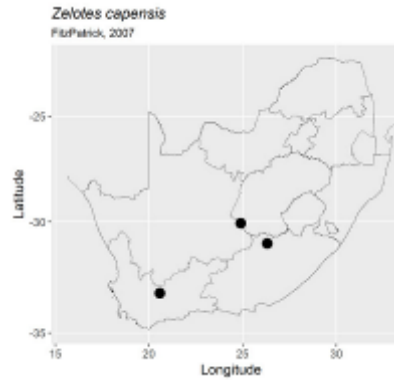 Zelotes capensis
FitzPatrick, 2007
-25
-30
-35
Latitude
15 20 25 30
Longitude